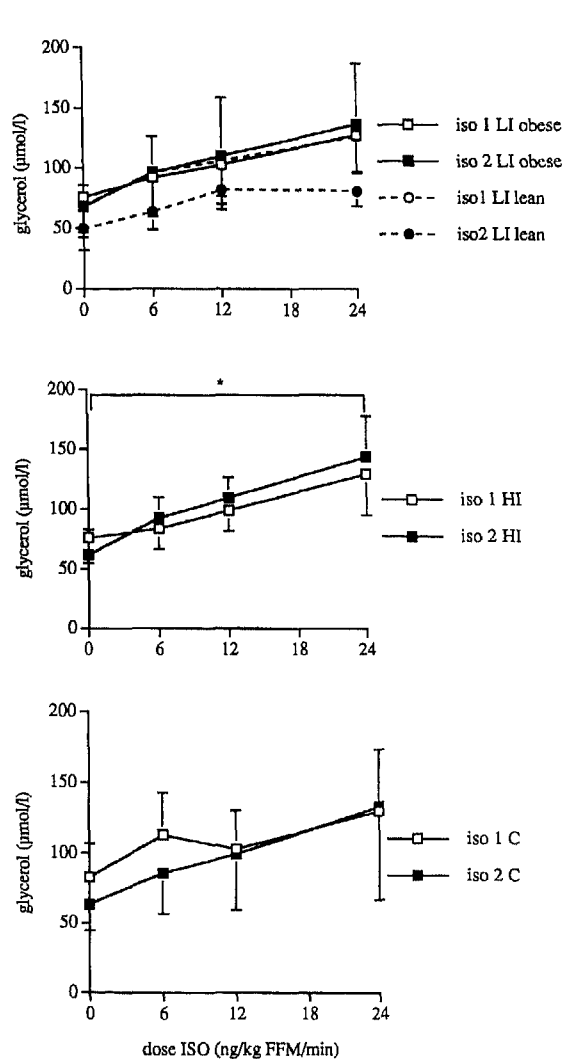 200
150
100
50
0
glycerol (µmol/l)
0 6 12 18 24
iso 1 LI obese
iso 2 LI obese
iso1 LI lean
iso2 LI lean
*
200
150
100
50
0
glycerol (µmol/l)
0 6 12 18 24
iso 1 HI
iso 2 HI
200
150
100
50
0
glycerol (µmol/l)
0 6 12 18 24
iso 1 C
iso 2 C
dose ISO (ng/kg FFM/min)